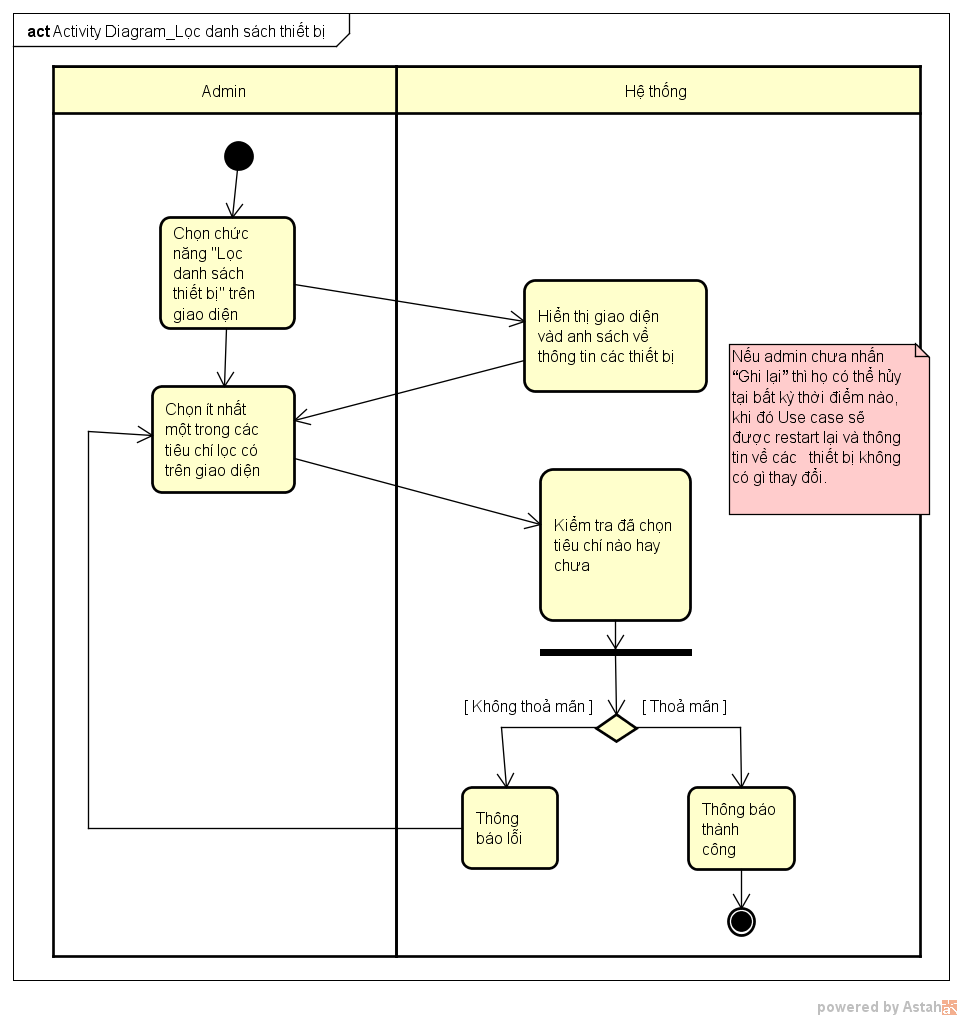 act Activity Diagram_Lọc danh sách thiết bị
Admin
Hệ thống
Chọn chức
năng "Lọc
danh sách
thiết bị" trên
giao diện
Hiển thị giao diện
vàd anh sách về
thông tin các thiết bị
Nếu admin chưa nhấn
“Ghi lại” thì họ có thể hủy
tại bất kỳ thời điểm nào,
khi đó Use case sẽ
được restart lại và thông
tin về các thiết bị không
có gì thay đổi.
Chọn ít nhất
một trong các
tiêu chí lọc có
trên giao diện
Kiểm tra đã chọn
tiêu chí nào hay
chưa
[ Không thoả mãn ]
[ Thoả mãn ]
Thông
báo lỗi
Thông báo
thành
công
powered by Astah